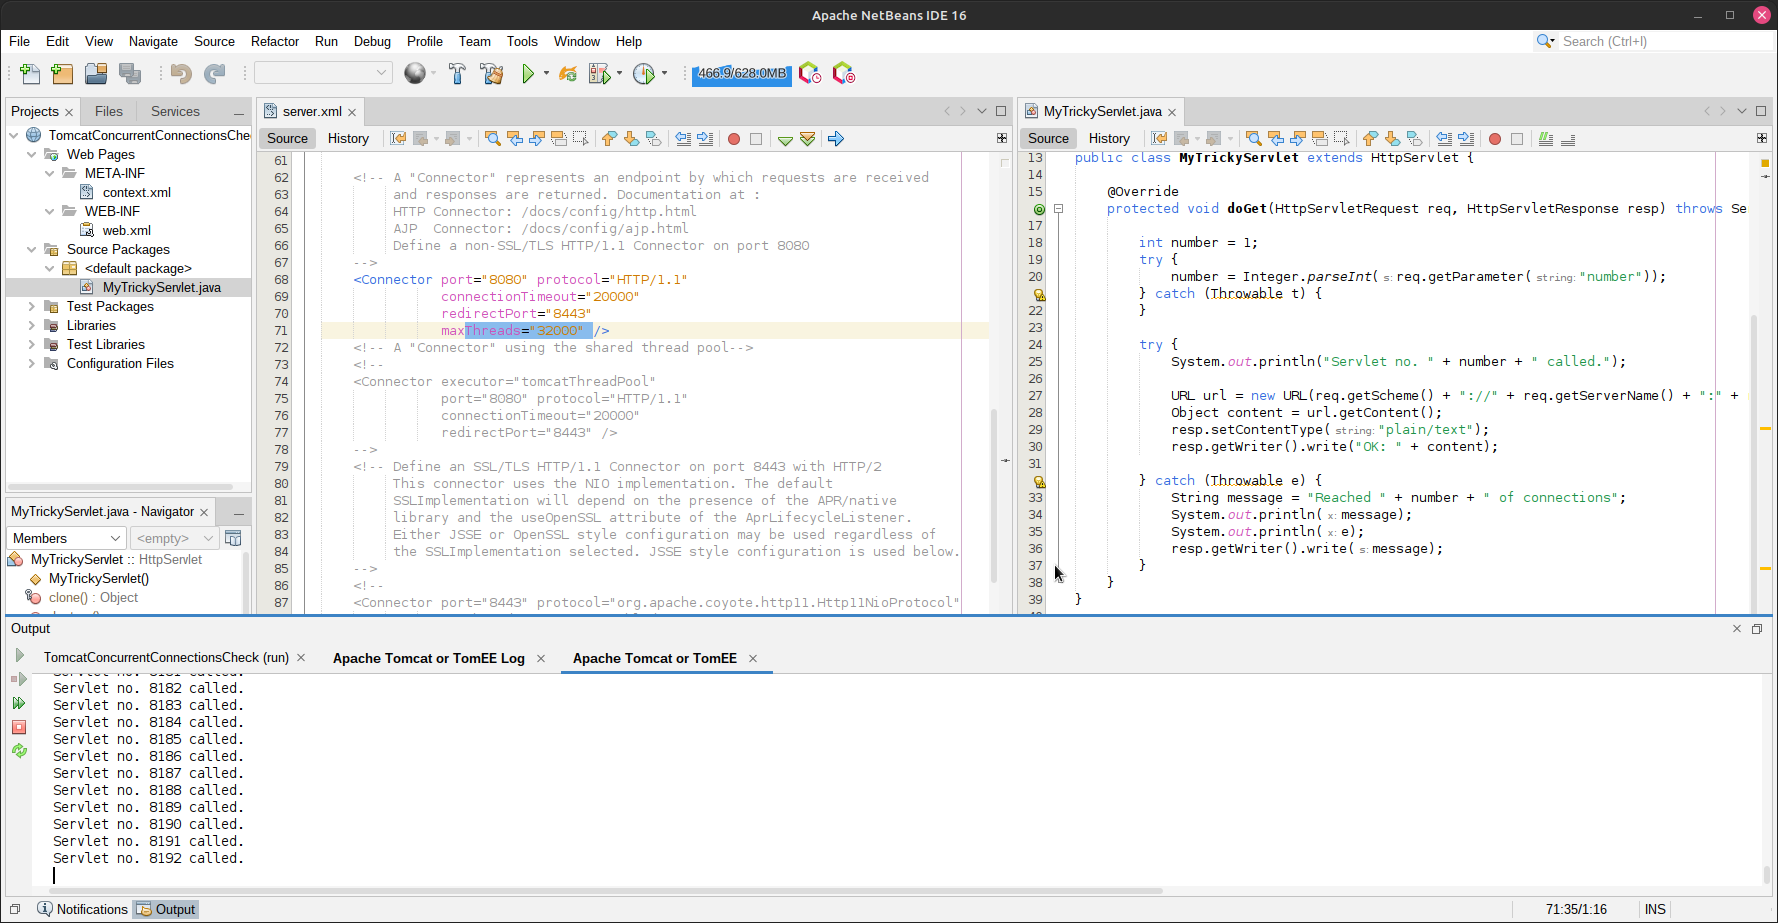 Apache NetBeans IDE 16
File Edit View Navigate Source Refactor Run Debug Profile Team Tools Window Help
Search (Ctrl+I)
466.9/628.0MB
Projects Files Services
TomcatConcurrentConnectionsChe
Web Pages
META-INF
context.xml
WEB-INF
web.xml
Source Packages
<default package>
MyTrickyServlet.java
Test Packages
Libraries
Test Libraries
Configuration Files
MyTrickyServlet.java - Navigator
Members <empty>
MyTrickyServlet :: HttpServlet
MyTrickyServlet()
clone() : Object
server.xml
Source History
61
62 <!-- A "Connector" represents an endpoint by which requests are received
63 and responses are returned. Documentation at :
64 HTTP Connector: /docs/config/http.html
65 AJP  Connector: /docs/config/ajp.html
66 Define a non-SSL/TLS HTTP/1.1 Connector on port 8080
67 -->
68 <Connector port="8080" protocol="HTTP/1.1"
69 connectionTimeout="20000"
70 redirectPort="8443"
71 maxThreads="32000" />
72 <!-- A "Connector" using the shared thread pool-->
73 <!--
74 <Connector executor="tomcatThreadPool"
75 port="8080" protocol="HTTP/1.1"
76 connectionTimeout="20000"
77 redirectPort="8443" />
78 -->
79 <!-- Define an SSL/TLS HTTP/1.1 Connector on port 8443 with HTTP/2
80 This connector uses the NIO implementation. The default
81 SSLImplementation will depend on the presence of the APR/native
82 library and the useOpenSSL attribute of the AprLifecycleListener.
83 Either JSSE or OpenSSL style configuration may be used regardless of
84 the SSLImplementation selected. JSSE style configuration is used below.
85 -->
86 <!--
87 <Connector port="8443" protocol="org.apache.coyote.http11.Http11NioProtocol"
MyTrickyServlet.java
Source History
13 public class MyTrickyServlet extends HttpServlet {
14
15 @Override
protected void doGet(HttpServletRequest req, HttpServletResponse resp) throws Se
17
18 int number = 1;
19 try {
20 number = Integer.parseInt( s: req.getParameter( string: "number"));
} catch (Throwable t) {
22 }
23
24 try {
25 System.out.println("Servlet no. " + number + " called.");
26
27 URL url = new URL(req.getScheme() + "://" + req.getServerName() + ":" +
28 Object content = url.getContent();
29 resp.setContentType( string: "plain/text");
30 resp.getWriter().write("OK: " + content);
31
} catch (Throwable e) {
33 String message = "Reached " + number + " of connections";
34 System.out.println( x: message);
35 System.out.println( x: e);
36 resp.getWriter().write( s: message);
37 }
38 }
39 }
Output
TomcatConcurrentConnectionsCheck (run) Apache Tomcat or TomEE Log Apache Tomcat or TomEE
Servlet no. 8181 called.
Servlet no. 8182 called.
Servlet no. 8183 called.
Servlet no. 8184 called.
Servlet no. 8185 called.
Servlet no. 8186 called.
Servlet no. 8187 called.
Servlet no. 8188 called.
Servlet no. 8189 called.
Servlet no. 8190 called.
Servlet no. 8191 called.
Servlet no. 8192 called.
Notifications Output 71:35/1:16 INS